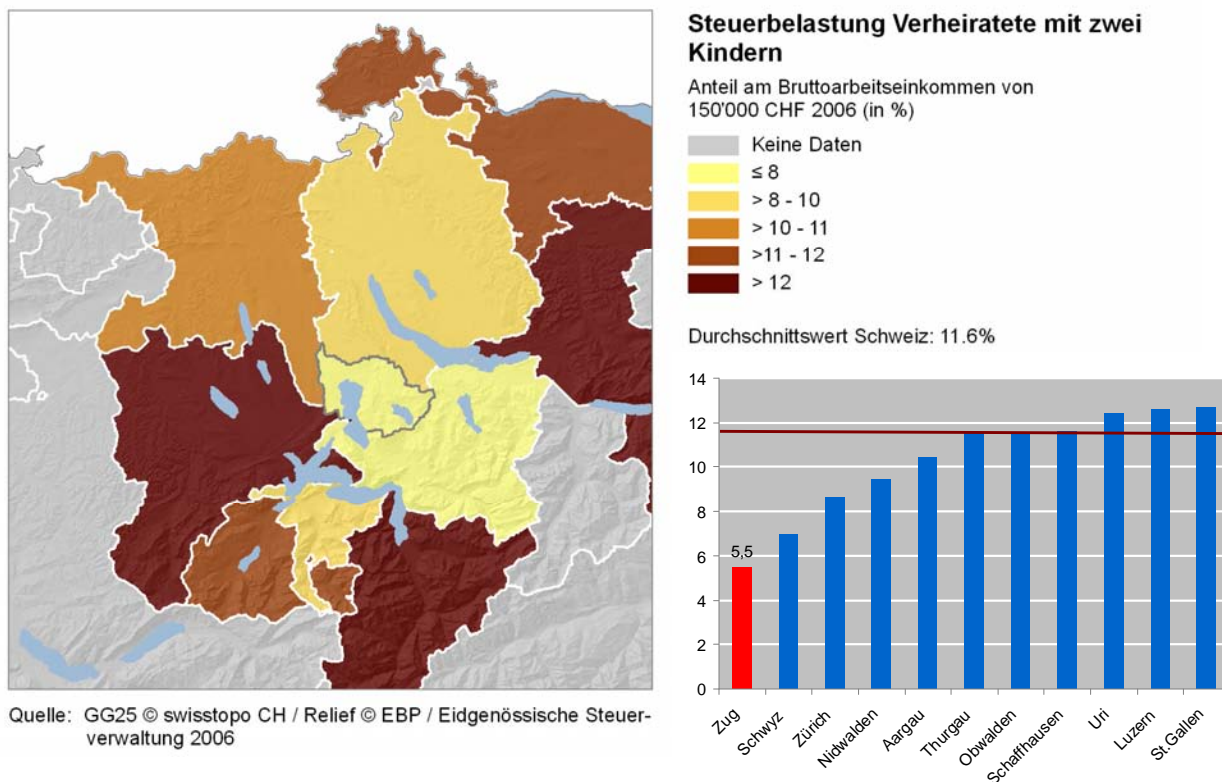 Steuerbelastung Verheiratete mit zwei
Kindern
Anteil am Bruttoarbeitseinkommen von
150'000 CHF 2006 (in %)
Keine Daten
≤ 8
> 8 - 10
> 10 - 11
>11 - 12
> 12
Durchschnittswert Schweiz: 11.6%
14
12
10
8
6
4
2
0
5,5
Zug
Schwyz
Zürich
Nidwalden
Aargau
Thurgau
Obwalden
Schaffhausen
Uri
Luzern
St.Gallen
Quelle: GG25 © swisstopo CH / Relief © EBP / Eidgenössische Steuer-
verwaltung 2006